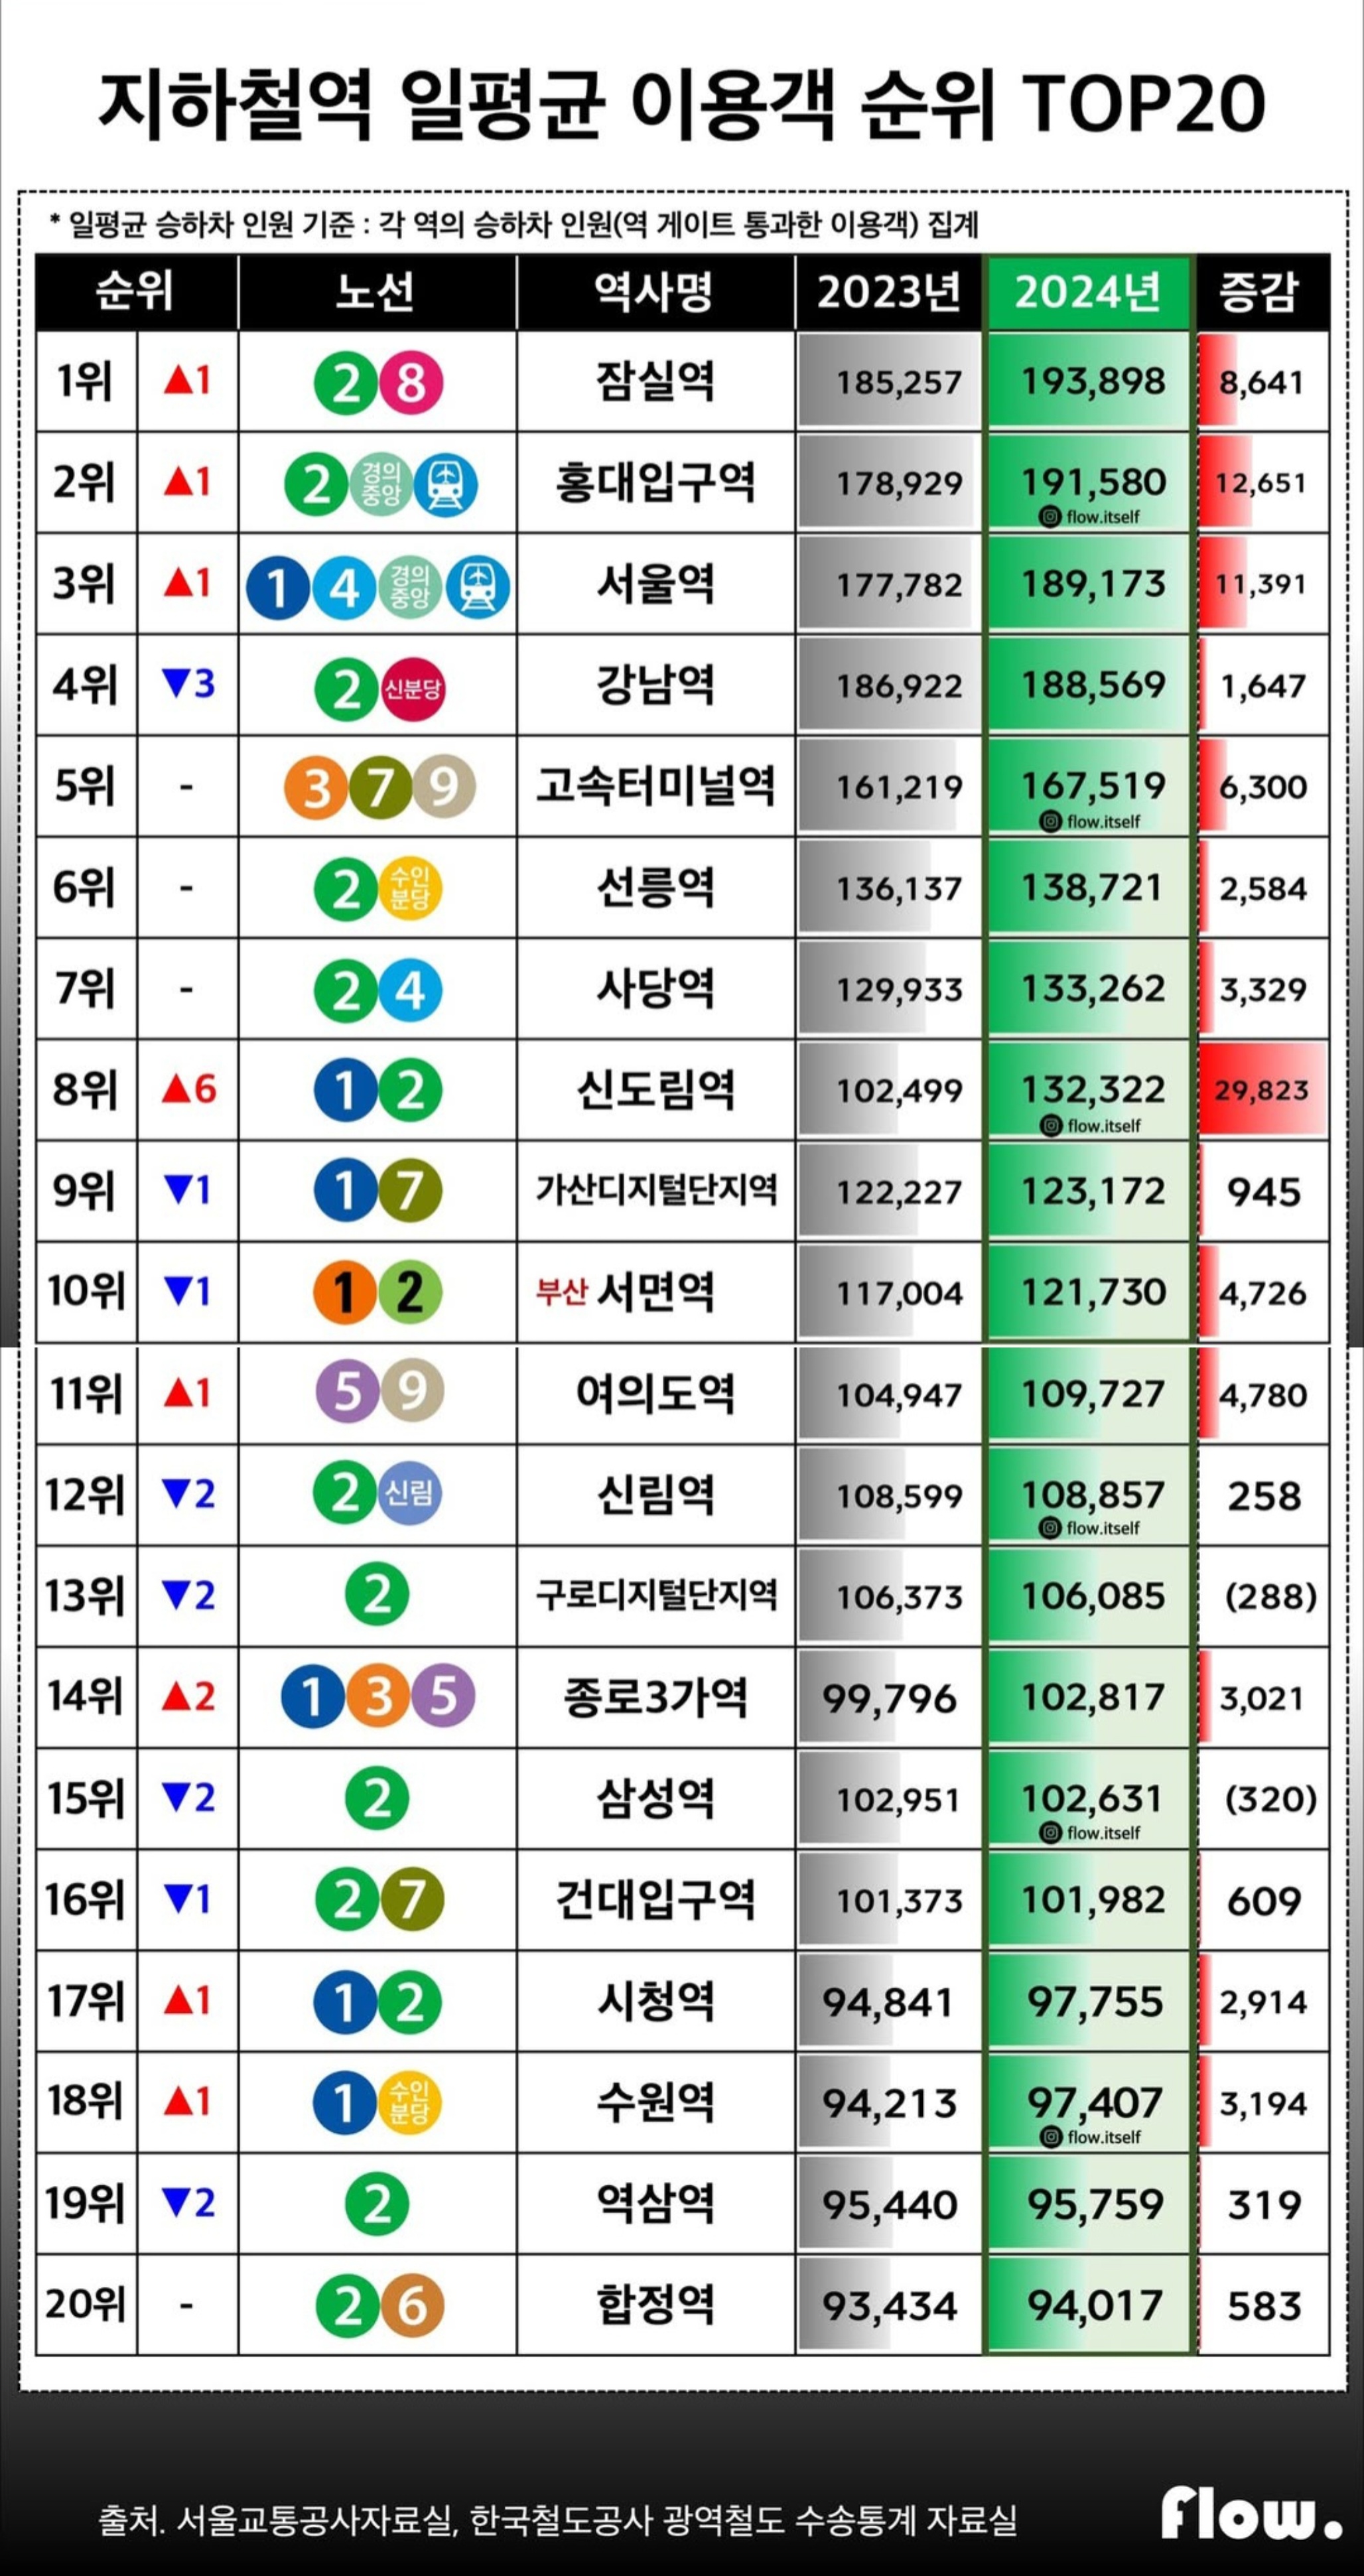 지하철역 일평균 이용객 순위 TOP20
* 일평균 승하차 인원 기준 : 각 역의 승하차 인원(역 게이트 통과한 이용객) 집계
순위 노선 역사명 2023년 2024년 증감
1위 ▲1 2 8 잠실역 185,257 193,898 8,641
2위 ▲1 2 경의중앙 홍대입구역 178,929 191,580 12,651
flow.itself
3위 ▲1 1 4 경의중앙 서울역 177,782 189,173 11,391
4위 ▼3 2 신분당 강남역 186,922 188,569 1,647
5위 - 3 7 9 고속터미널역 161,219 167,519 6,300
flow.itself
6위 - 2 수인분당 선릉역 136,137 138,721 2,584
7위 - 2 4 사당역 129,933 133,262 3,329
8위 ▲6 1 2 신도림역 102,499 132,322 29,823
flow.itself
9위 ▼1 1 7 가산디지털단지역 122,227 123,172 945
10위 ▼1 1 2 부산 서면역 117,004 121,730 4,726
11위 ▲1 5 9 여의도역 104,947 109,727 4,780
12위 ▼2 2 신림 신림역 108,599 108,857 258
flow.itself
13위 ▼2 2 구로디지털단지역 106,373 106,085 (288)
14위 ▲2 1 3 5 종로3가역 99,796 102,817 3,021
15위 ▼2 2 삼성역 102,951 102,631 (320)
flow.itself
16위 ▼1 2 7 건대입구역 101,373 101,982 609
17위 ▲1 1 2 시청역 94,841 97,755 2,914
18위 ▲1 1 수인분당 수원역 94,213 97,407 3,194
flow.itself
19위 ▼2 2 역삼역 95,440 95,759 319
20위 - 2 6 합정역 93,434 94,017 583
출처. 서울교통공사자료실, 한국철도공사 광역철도 수송통계 자료실
flow.